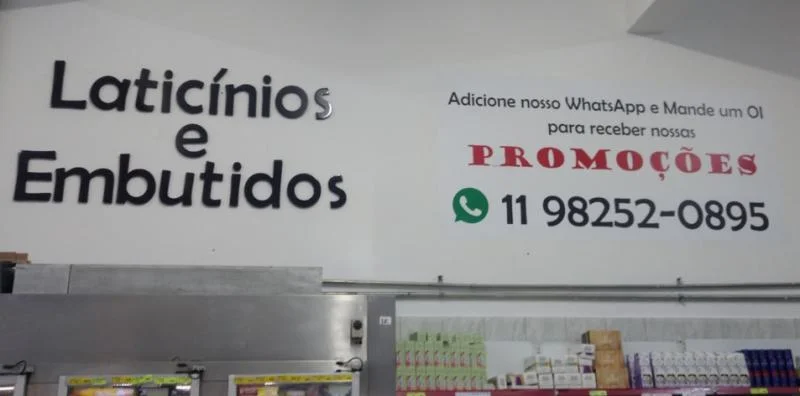 Laticínios
e
Embutidos
Adicione nosso WhatsApp e Mande um OI
para receber nossas
PROMOÇÕES
11 98252-0895